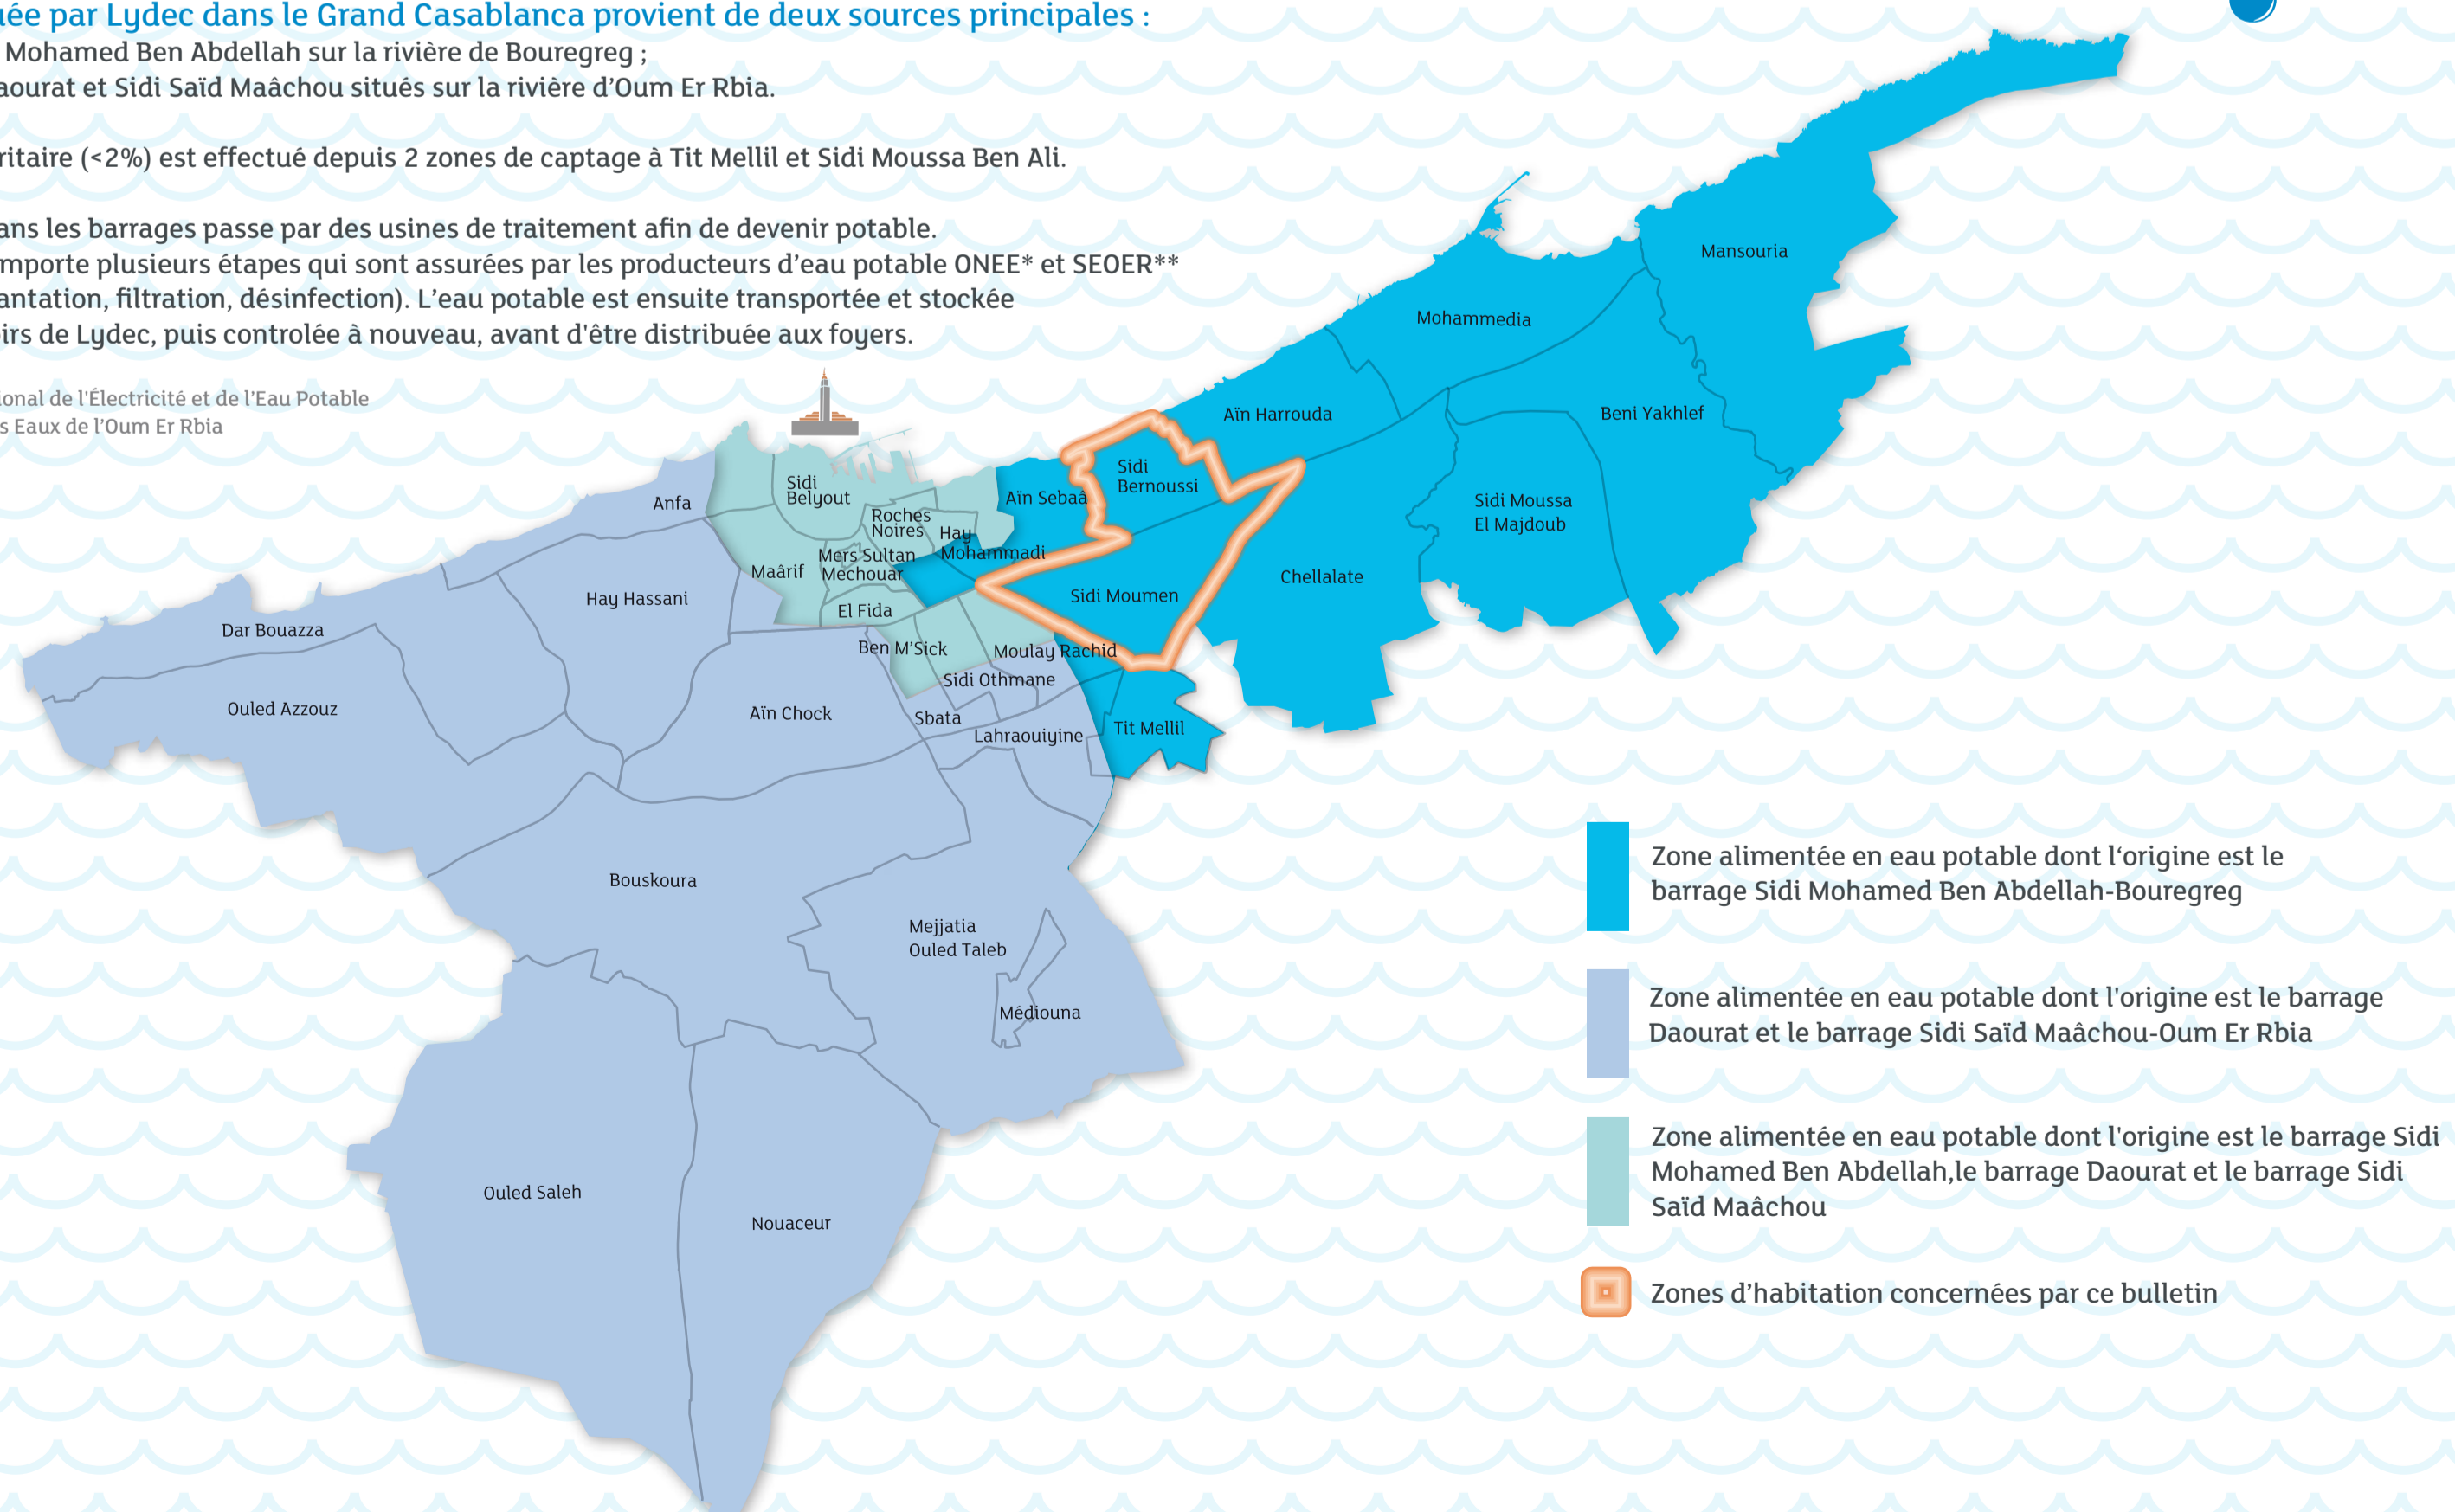 uée par Lydec dans le Grand Casablanca provient de deux sources principales :
Mohamed Ben Abdellah sur la rivière de Bouregreg ;
aourat et Sidi Saïd Maâchou situés sur la rivière d’Oum Er Rbia.
ritaire (<2%) est effectué depuis 2 zones de captage à Tit Mellil et Sidi Moussa Ben Ali.
ans les barrages passe par des usines de traitement afin de devenir potable.
mporte plusieurs étapes qui sont assurées par les producteurs d’eau potable ONEE* et SEOER**
antation, filtration, désinfection). L’eau potable est ensuite transportée et stockée
irs de Lydec, puis controlée à nouveau, avant d'être distribuée aux foyers.
ional de l'Électricité et de l’Eau Potable
s Eaux de l’Oum Er Rbia
Mansouria
Mohammedia
Aïn Harrouda
Beni Yakhlef
Sidi
Bernoussi
Aïn Sebaâ
Sidi Moussa
El Majdoub
Anfa
Sidi
Belyout
Roches
Noires
Hay
Mohammadi
Mers Sultan
Mechouar
Maârif
El Fida
Hay Hassani
Chellalate
Sidi Moumen
Dar Bouazza
Ben M’Sick
Moulay Rachid
Sidi Othmane
Ouled Azzouz
Aïn Chock
Sbata
Lahraouiyine
Tit Mellil
Bouskoura
Mejjatia
Ouled Taleb
Médiouna
Ouled Saleh
Nouaceur
Zone alimentée en eau potable dont l‘origine est le
barrage Sidi Mohamed Ben Abdellah-Bouregreg
Zone alimentée en eau potable dont l'origine est le barrage
Daourat et le barrage Sidi Saïd Maâchou-Oum Er Rbia
Zone alimentée en eau potable dont l'origine est le barrage Sidi
Mohamed Ben Abdellah,le barrage Daourat et le barrage Sidi
Saïd Maâchou
Zones d’habitation concernées par ce bulletin